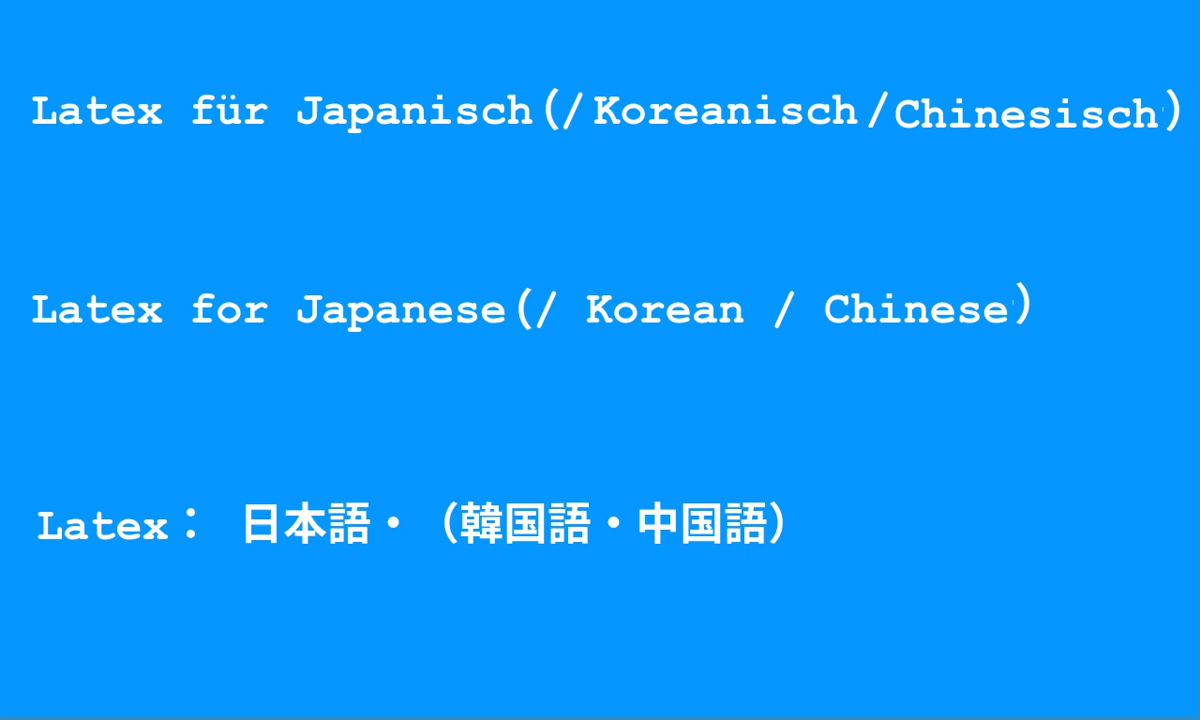 Latex für Japanisch(/Koreanisch/Chinesisch)
Latex for Japanese(/ Korean / Chinese)
Latex： 日本語・（韓国語・中国語）